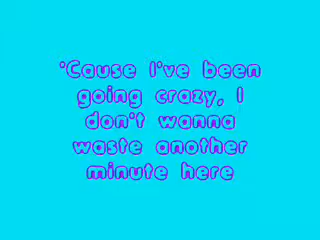 'Cause I've been
going crazy, I
don't wanna
waste another
minute here